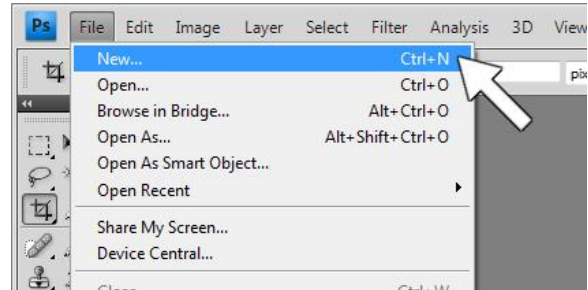 Ps File Edit Image Layer Select Filter Analysis 3D View
New... Ctrl+N
pix
Open... Ctrl+O
Browse in Bridge... Alt+Ctrl+O
Open As... Alt+Shift+Ctrl+O
Open As Smart Object...
Open Recent
Share My Screen...
Device Central...